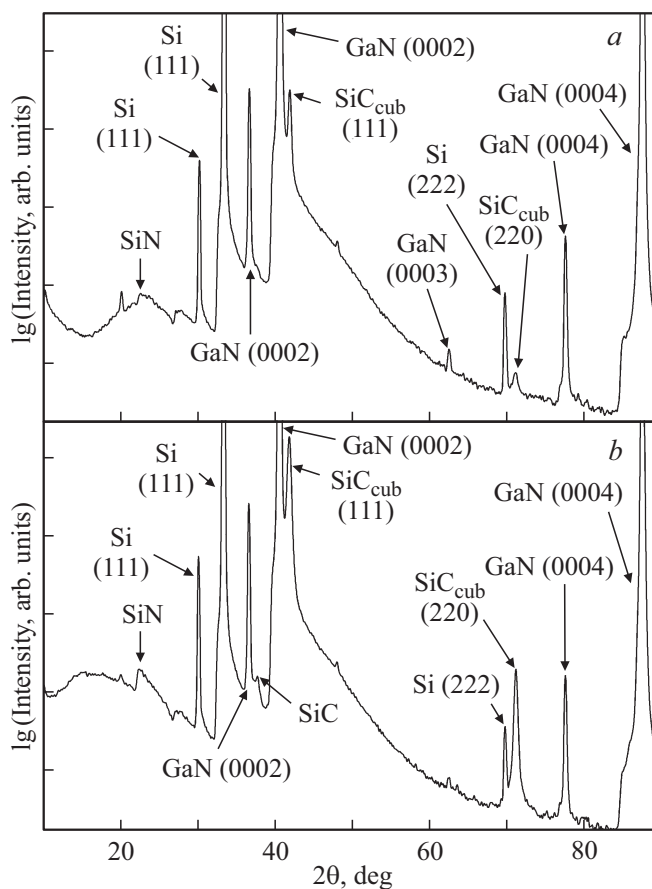 a
Si
(111)
GaN (0002)
Si
(111)
SiC_cub
(111)
GaN (0004)
GaN (0004)
Si
(222)
SiC_cub
(220)
SiN
GaN
(0003)
GaN (0002)
lg(Intensity, arb. units)
b
GaN (0002)
Si
(111)
SiC_cub
(111)
GaN (0004)
Si
(111)
GaN (0004)
SiC_cub
(220)
SiN
Si (222)
SiC
GaN (0002)
lg(Intensity, arb. units)
20 40 60 80
2θ, deg